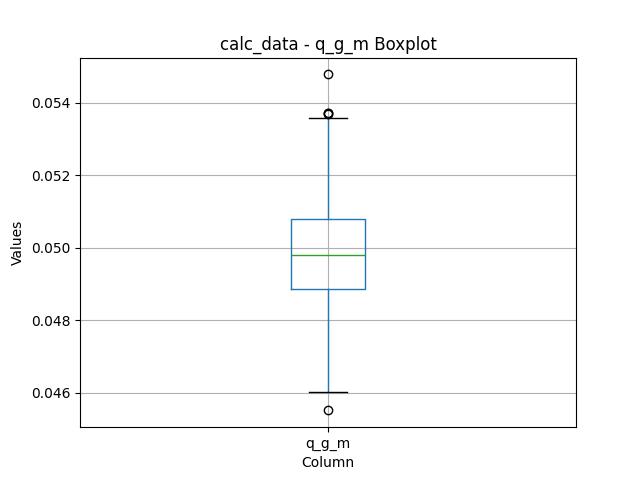 calc_data - q_g_m Boxplot
0.054
0.052
0.050
0.048
0.046
Values
q_g_m
Column